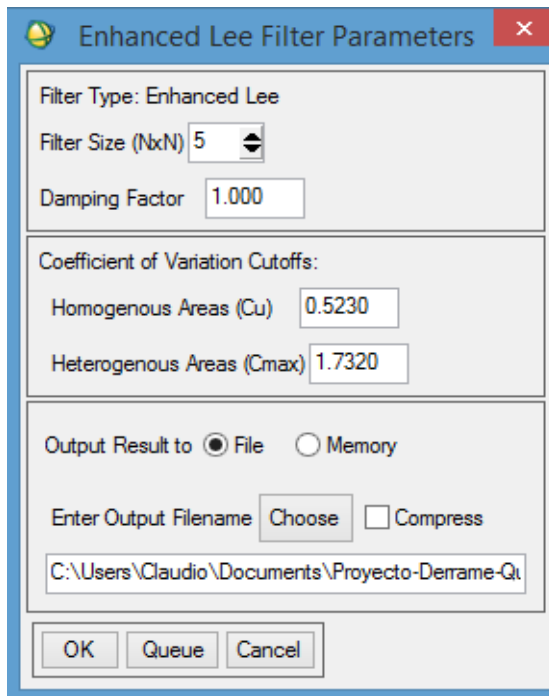 Enhanced Lee Filter Parameters
Filter Type: Enhanced Lee
Filter Size (NxN) 5
Damping Factor 1.000
Coefficient of Variation Cutoffs:
Homogenous Areas (Cu) 0.5230
Heterogenous Areas (Cmax) 1.7320
Output Result to File Memory
Enter Output Filename Choose Compress
C:\Users\Claudio\Documents\Proyecto-Derrame-Qu
OK Queue Cancel